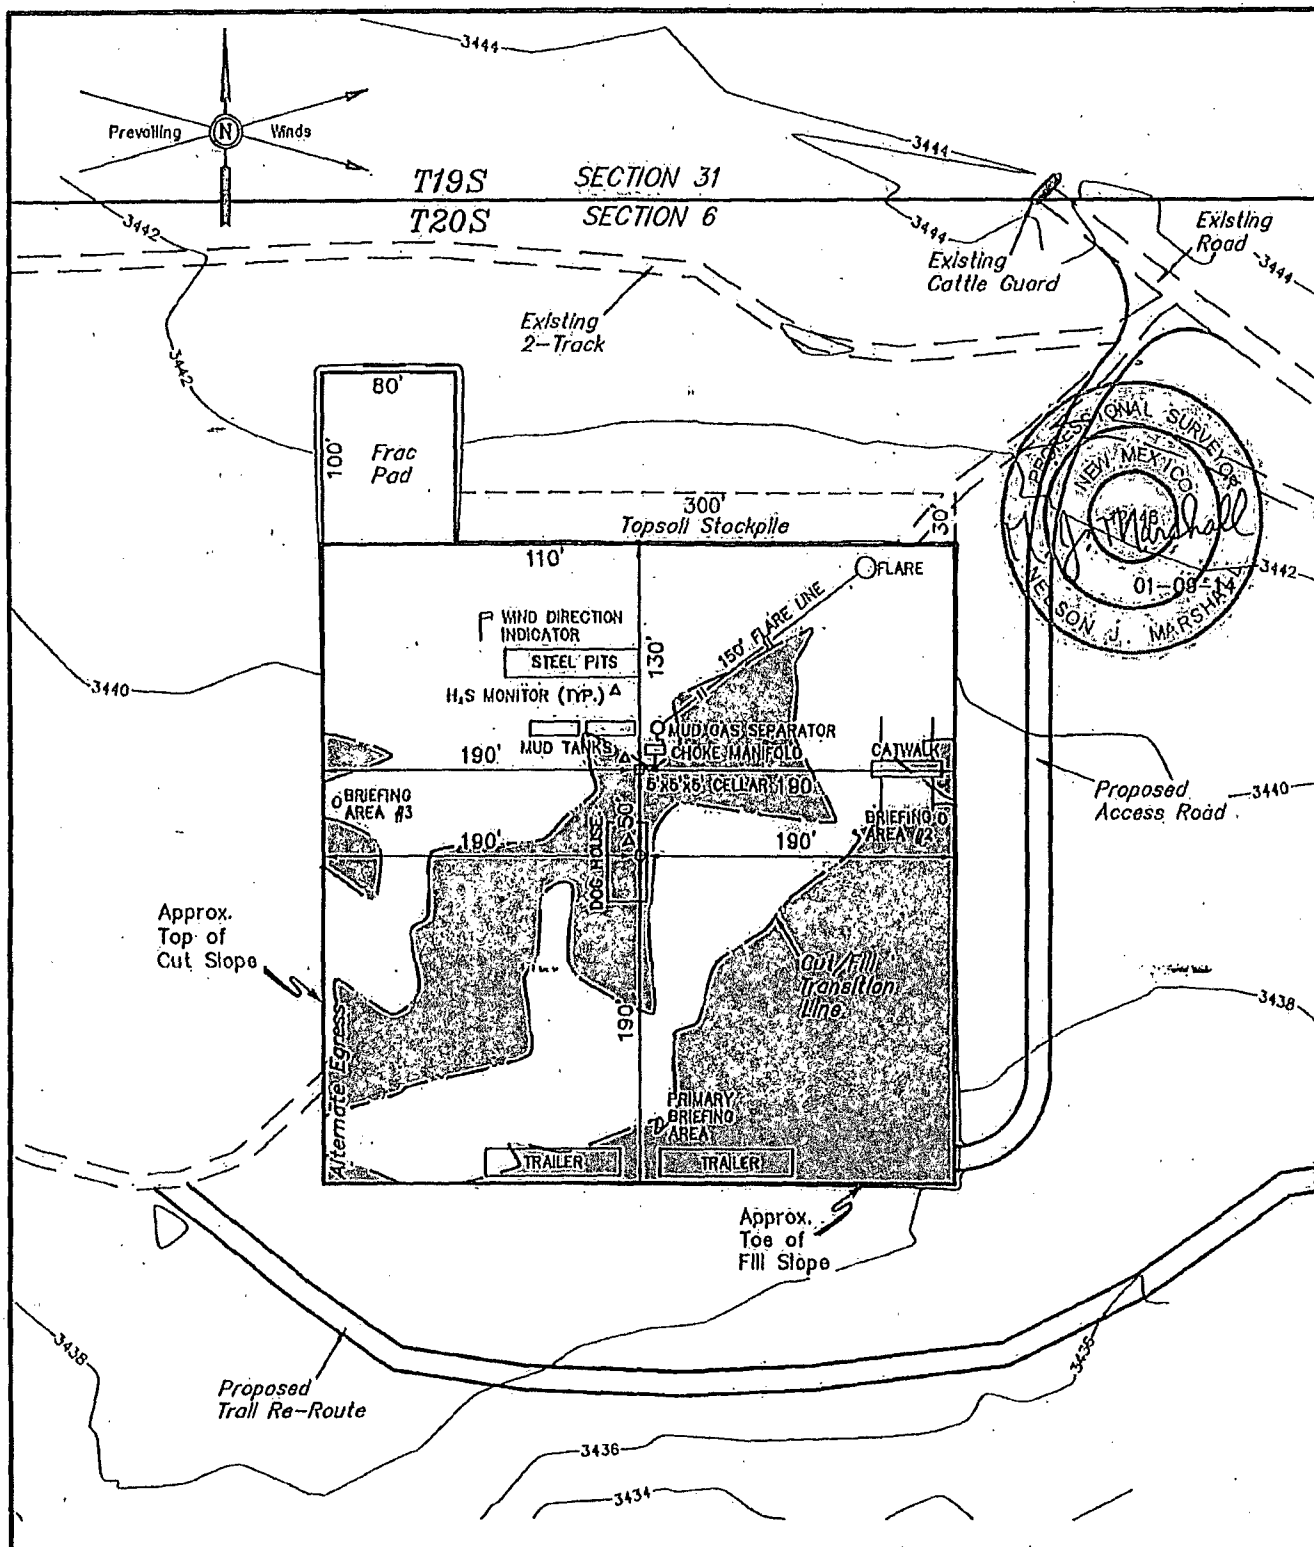 3444
Prevailing N Winds
3444
T19S SECTION 31
T20S SECTION 6
3442
3444
Existing
Road
Existing
Cattle Guard
3444
Existing
2-Track
3442
80'
100'
Frac
Pad
PROFESSIONAL SURVEYOR
NEW MEXICO
N. J. Marshall
01-09-14
NELSON J. MARSHALL
3442
300'
Topsoil Stockpile
30'
110'
FLARE
WIND DIRECTION
INDICATOR
STEEL PITS
130'
150' FLARE LINE
3440
H2S MONITOR (TYP.)
MUD GAS SEPARATOR
MUD TANKS
CHOKE MANIFOLD
CATWALK
190'
5'x5'x5' (CELLAR)
190'
BRIEFING
AREA #3
50'
BRIEFING
AREA #2
Proposed
Access Road
3440
190'
190'
DOG HOUSE
Approx.
Top of
Cut Slope
Cut/Fill
Transition
Line
190'
3438
Alternate Egress
PRIMARY
BRIEFING
AREA
TRAILER
TRAILER
Approx.
Toe of
Fill Slope
3438
3436
Proposed
Trail Re-Route
3436
3434